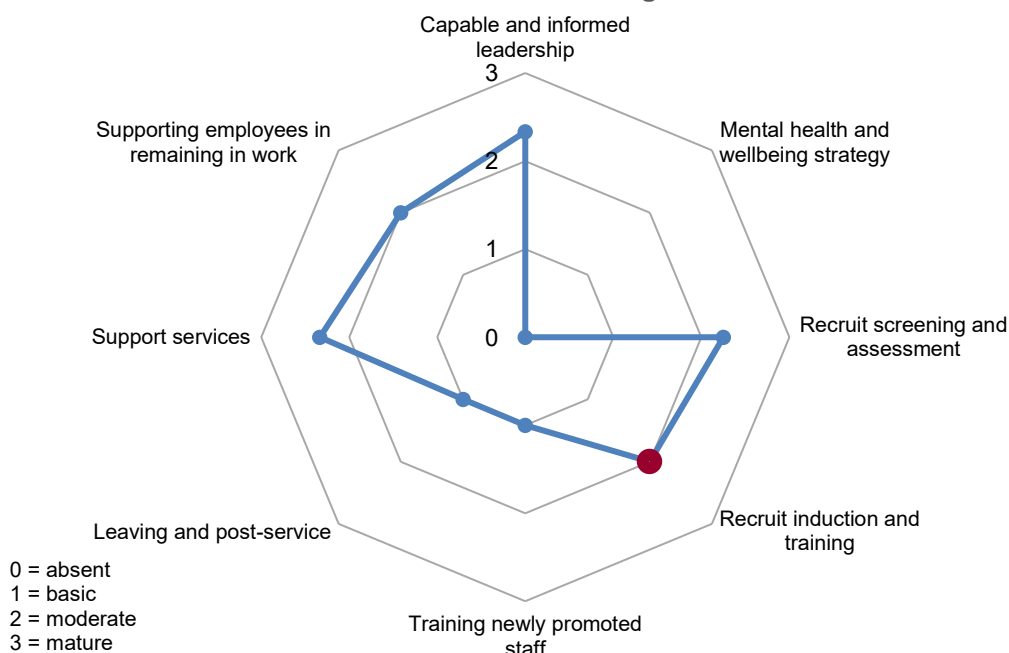 Capable and informed
leadership
3
Supporting employees in
remaining in work
Mental health and
wellbeing strategy
2
1
Support services
0
Recruit screening and
assessment
Leaving and post-service
Recruit induction and
training
0 = absent
1 = basic
2 = moderate
3 = mature
Training newly promoted
staff